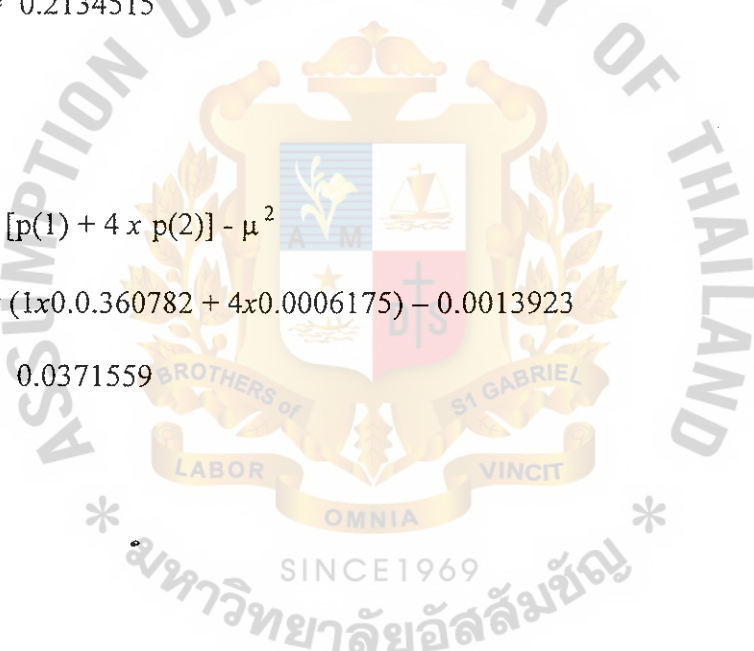 0.2134515
ASSUMPTION UNIVERSITY OF THAILAND
[p(1) + 4 x p(2)] - µ²
A M
(1x0.0.360782 + 4x0.0006175) – 0.0013923
D S
0.0371559
BROTHERS of S1 GABRIEL
LABOR
VINCIT
OMNIA
* *
SINCE1969
มหาวิทยาลัยอัสสัมชัญ